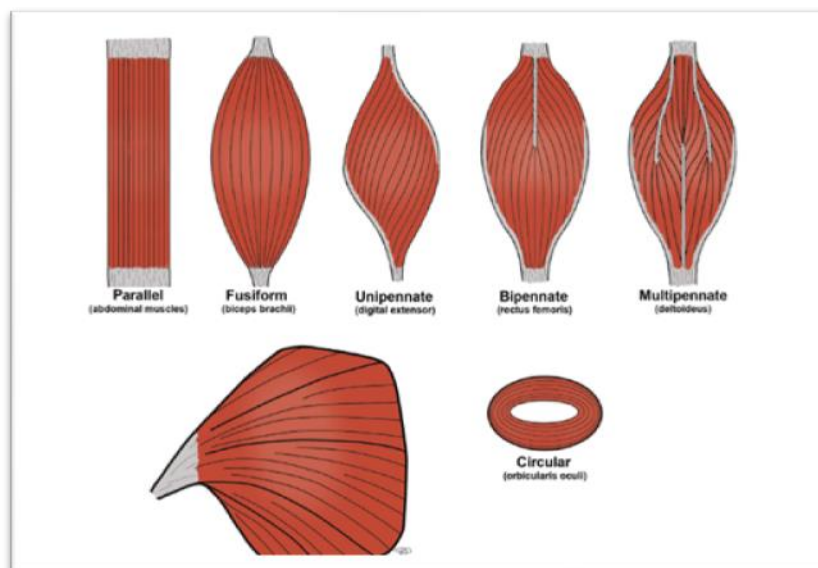 Parallel
(abdominal muscles)
Fusiform
(biceps brachii)
Unipennate
(digital extensor)
Bipennate
(rectus femoris)
Multipennate
(deltoideus)
Circular
(orbicularis oculi)